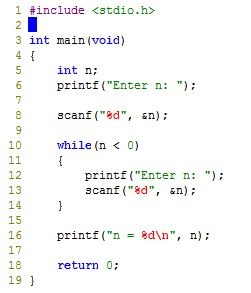 1 #include <stdio.h>
2
3 int main(void)
4 {
5 int n;
6 printf("Enter n: ");
7
8 scanf("%d", &n);
9
10 while(n < 0)
11 {
12 printf("Enter n: ");
13 scanf("%d", &n);
14 }
15
16 printf("n = %d\n", n);
17
18 return 0;
19 }